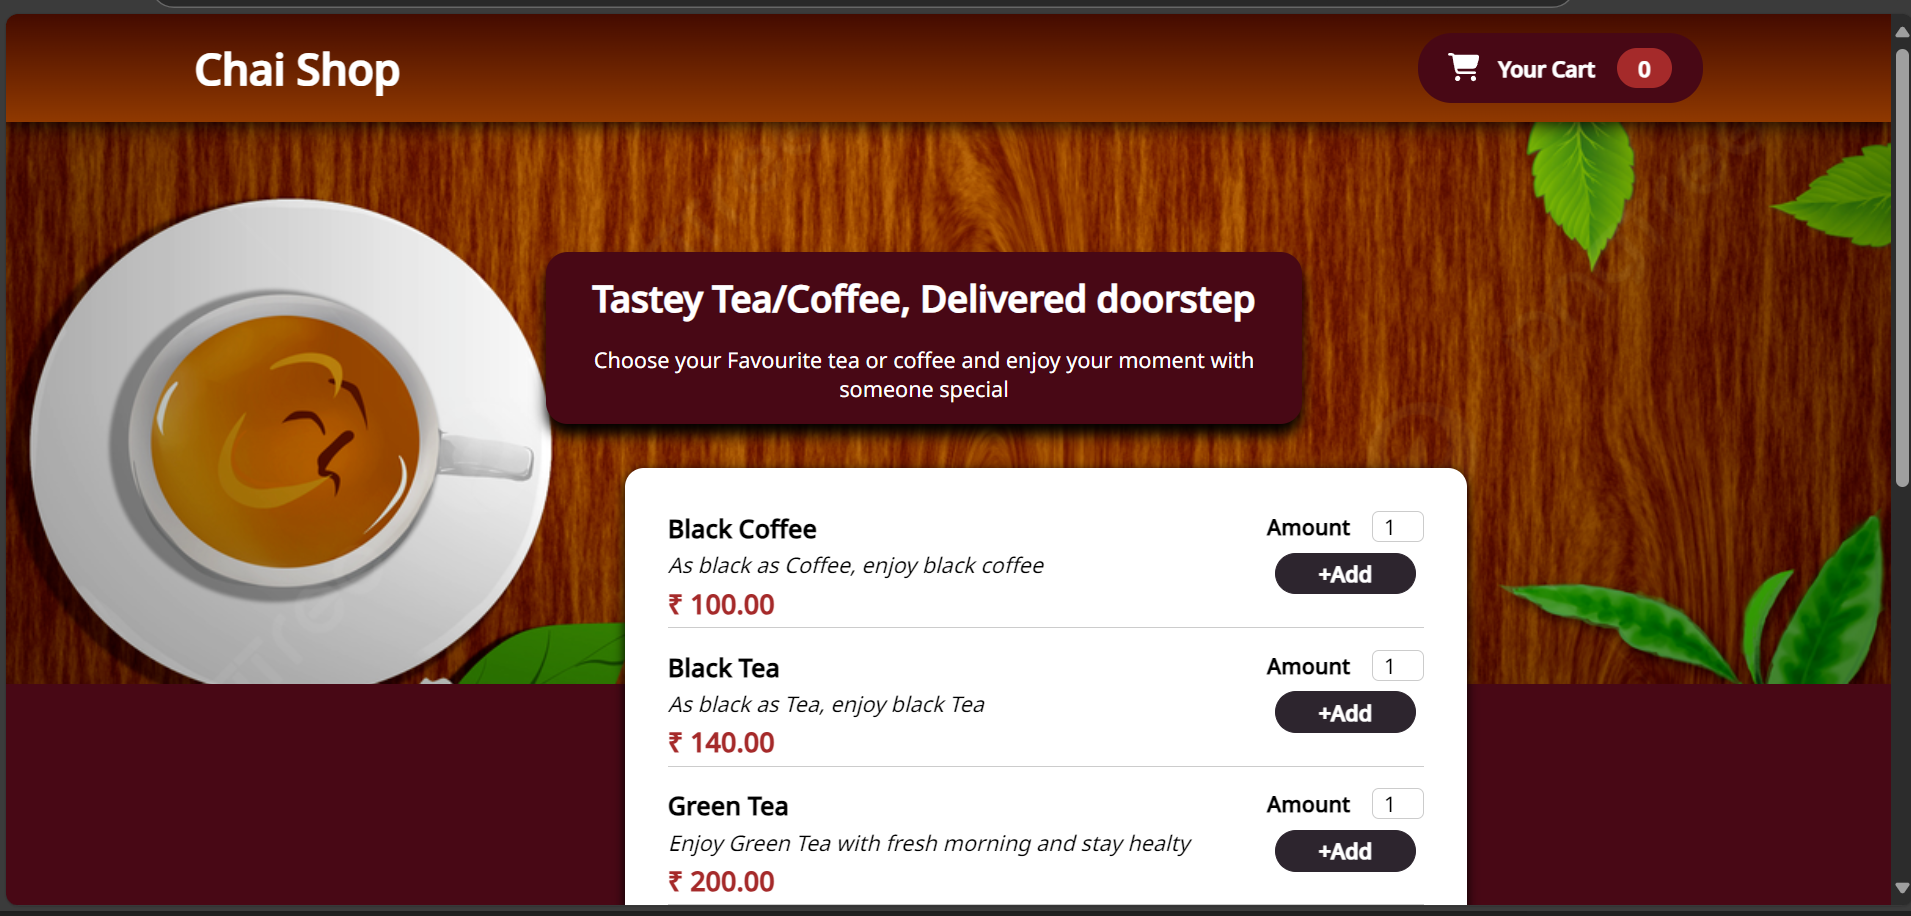 Chai Shop
Your Cart 0
Tastey Tea/Coffee, Delivered doorstep
Choose your Favourite tea or coffee and enjoy your moment with
someone special
Black Coffee
Amount 1
As black as Coffee, enjoy black coffee
+Add
₹ 100.00
Black Tea
Amount 1
As black as Tea, enjoy black Tea
+Add
₹ 140.00
Green Tea
Amount 1
Enjoy Green Tea with fresh morning and stay healty
+Add
₹ 200.00